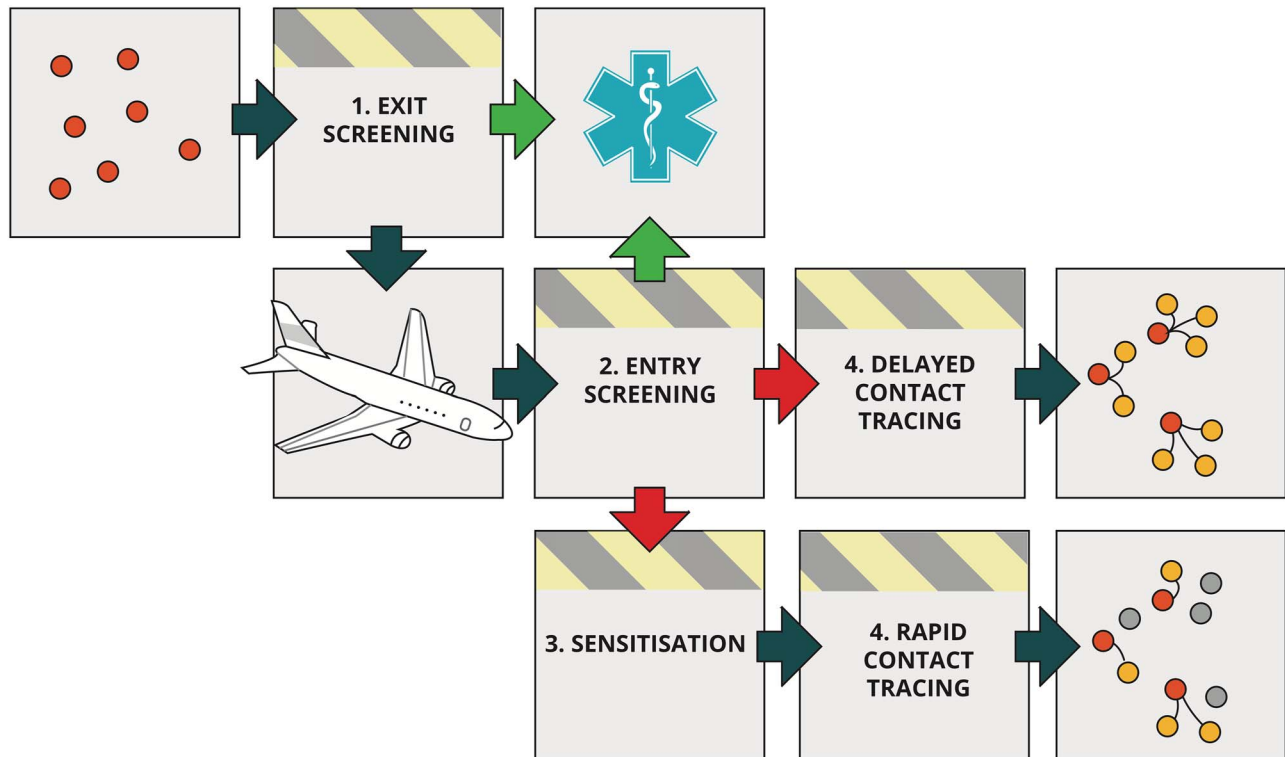 1. EXIT
SCREENING
2. ENTRY
SCREENING
4. DELAYED
CONTACT
TRACING
3. SENSITISATION
4. RAPID
CONTACT
TRACING